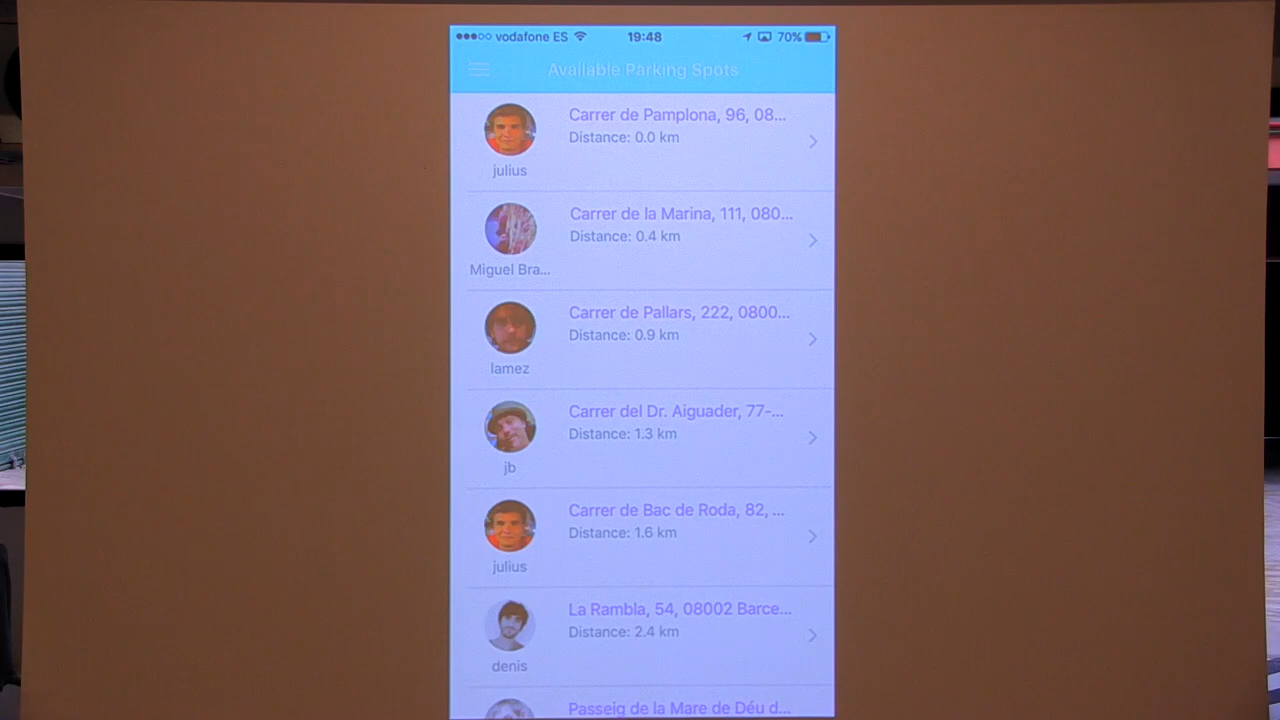 vodafone ES 19:48 70%
Available Parking Spots
Carrer de Pamplona, 96, 08...
Distance: 0.0 km
julius
Carrer de la Marina, 111, 080...
Distance: 0.4 km
Miguel Bra...
Carrer de Pallars, 222, 0800...
Distance: 0.9 km
lamez
Carrer del Dr. Aiguader, 77-...
Distance: 1.3 km
jb
Carrer de Bac de Roda, 82, ...
Distance: 1.6 km
julius
La Rambla, 54, 08002 Barce...
Distance: 2.4 km
denis
Passeig de la Mare de Déu d...